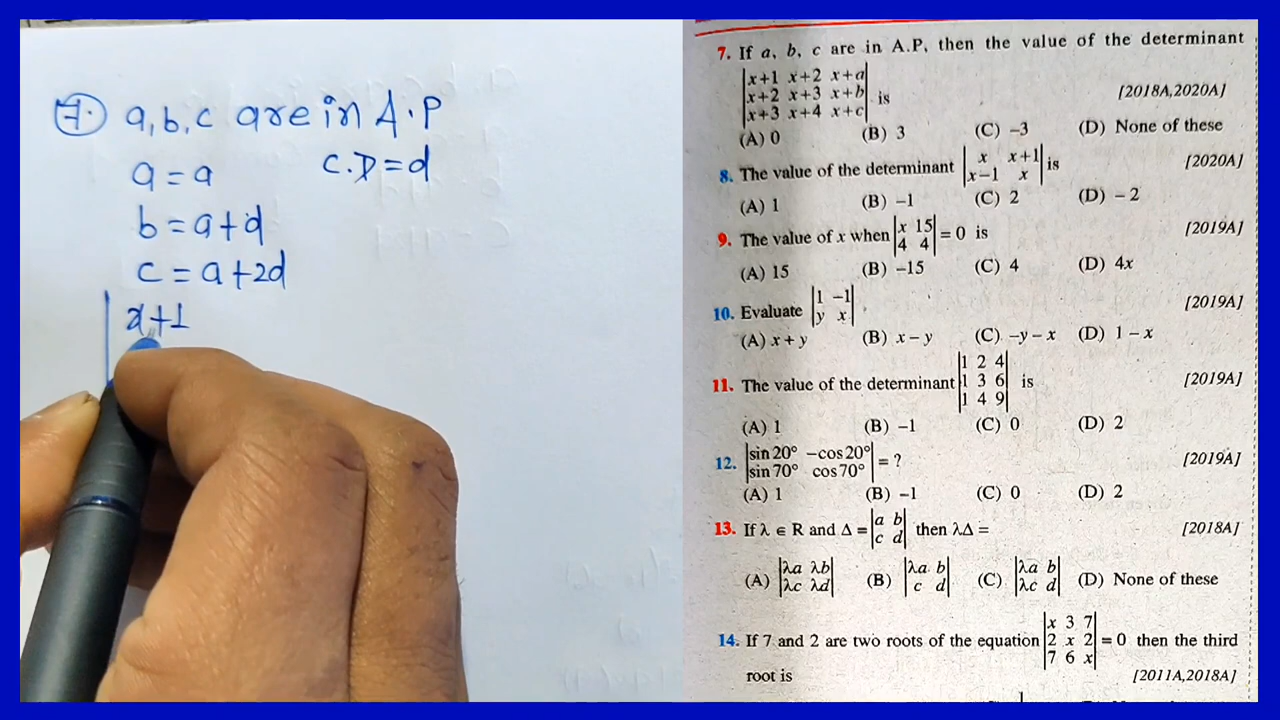 7. a, b, c are in A.P
a = a C.D = d
b = a+d
c = a+2d
x+1
7. If a, b, c are in A.P, then the value of the determinant
|x+1 x+2 x+a|
|x+2 x+3 x+b| is [2018A,2020A]
|x+3 x+4 x+c|
(A) 0 (B) 3 (C) −3 (D) None of these
8. The value of the determinant |x x+1| is [2020A]
|x−1 x|
(A) 1 (B) −1 (C) 2 (D) − 2
9. The value of x when |x 15| = 0 is [2019A]
|4 4|
(A) 15 (B) −15 (C) 4 (D) 4x
10. Evaluate |1 −1| [2019A]
|y x|
(A) x + y (B) x − y (C) −y − x (D) 1 − x
|1 2 4|
11. The value of the determinant |1 3 6| is [2019A]
|1 4 9|
(A) 1 (B) −1 (C) 0 (D) 2
12. |sin 20° −cos 20°| = ? [2019A]
|sin 70° cos 70°|
(A) 1 (B) −1 (C) 0 (D) 2
13. If λ ∈ R and Δ = |a b| then λΔ = [2018A]
|c d|
(A) |λa λb| (B) |λa b| (C) |λa b| (D) None of these
|λc λd| |c d| |λc d|
|x 3 7|
14. If 7 and 2 are two roots of the equation |2 x 2| = 0 then the third
|7 6 x|
root is [2011A,2018A]